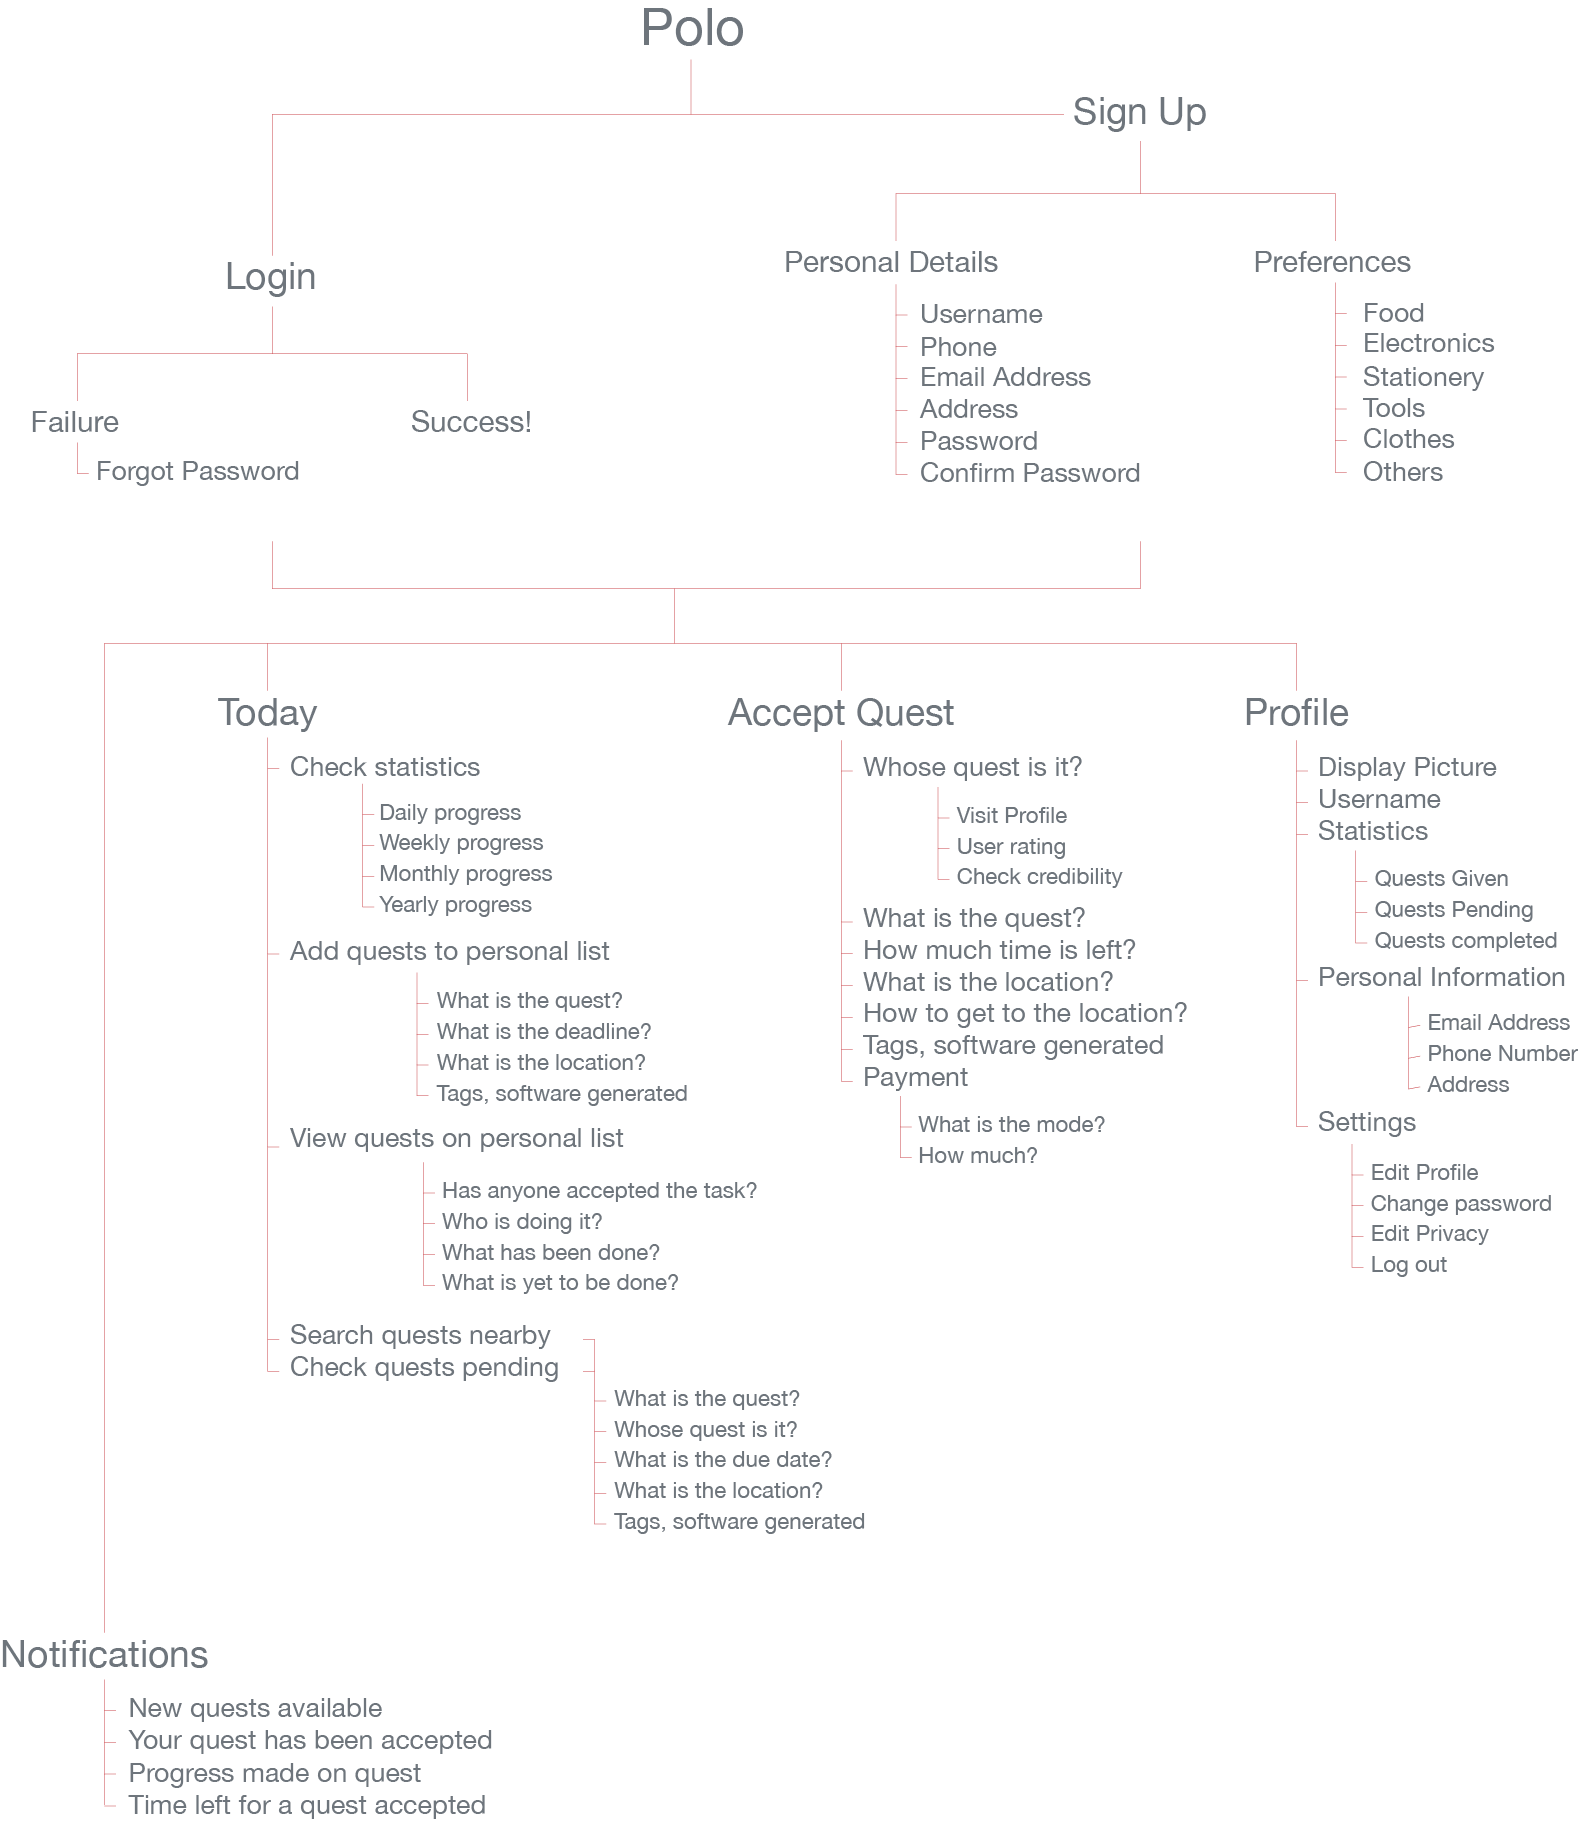 Polo
Sign Up
Login
Failure
Forgot Password
Success!
Personal Details
Username
Phone
Email Address
Address
Password
Confirm Password
Preferences
Food
Electronics
Stationery
Tools
Clothes
Others
Today
Check statistics
Daily progress
Weekly progress
Monthly progress
Yearly progress
Add quests to personal list
What is the quest?
What is the deadline?
What is the location?
Tags, software generated
View quests on personal list
Has anyone accepted the task?
Who is doing it?
What has been done?
What is yet to be done?
Search quests nearby
Check quests pending
What is the quest?
Whose quest is it?
What is the due date?
What is the location?
Tags, software generated
Accept Quest
Whose quest is it?
Visit Profile
User rating
Check credibility
What is the quest?
How much time is left?
What is the location?
How to get to the location?
Tags, software generated
Payment
What is the mode?
How much?
Profile
Display Picture
Username
Statistics
Quests Given
Quests Pending
Quests completed
Personal Information
Email Address
Phone Number
Address
Settings
Edit Profile
Change password
Edit Privacy
Log out
Notifications
New quests available
Your quest has been accepted
Progress made on quest
Time left for a quest accepted